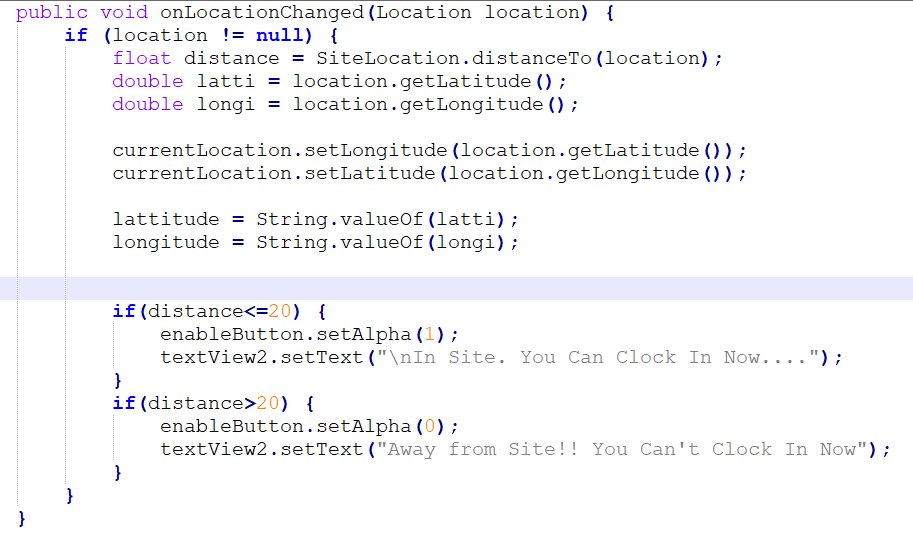 public void onLocationChanged(Location location) {
if (location != null) {
float distance = SiteLocation.distanceTo(location);
double latti = location.getLatitude();
double longi = location.getLongitude();
currentLocation.setLongitude(location.getLatitude());
currentLocation.setLatitude(location.getLongitude());
lattitude = String.valueOf(latti);
longitude = String.valueOf(longi);
if(distance<=20) {
enableButton.setAlpha(1);
textView2.setText("\nIn Site. You Can Clock In Now....");
}
if(distance>20) {
enableButton.setAlpha(0);
textView2.setText("Away from Site!! You Can't Clock In Now");
}
}
}